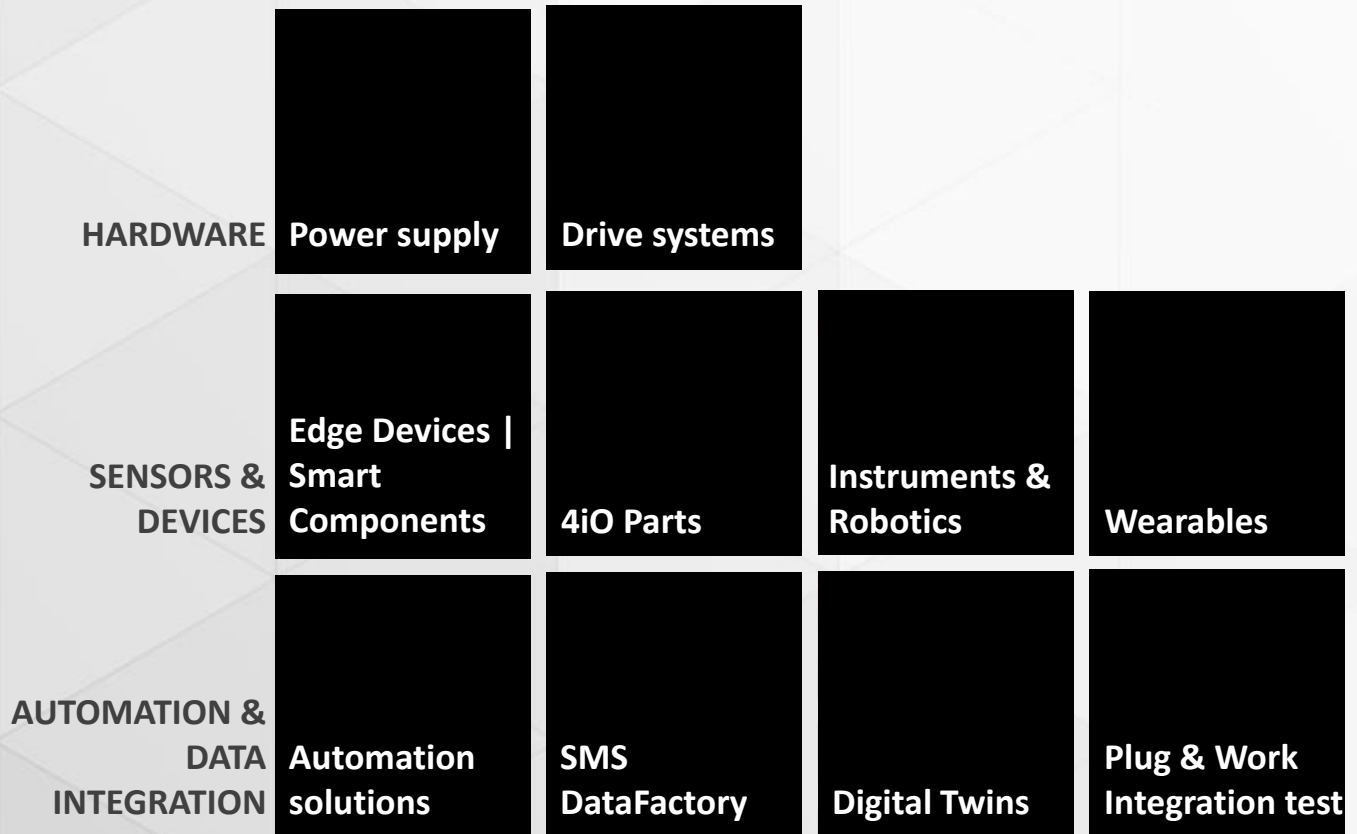 HARDWARE
Power supply
Drive systems
SENSORS &
DEVICES
Edge Devices |
Smart
Components
4iO Parts
Instruments &
Robotics
Wearables
AUTOMATION &
DATA
INTEGRATION
Automation
solutions
SMS
DataFactory
Digital Twins
Plug & Work
Integration test